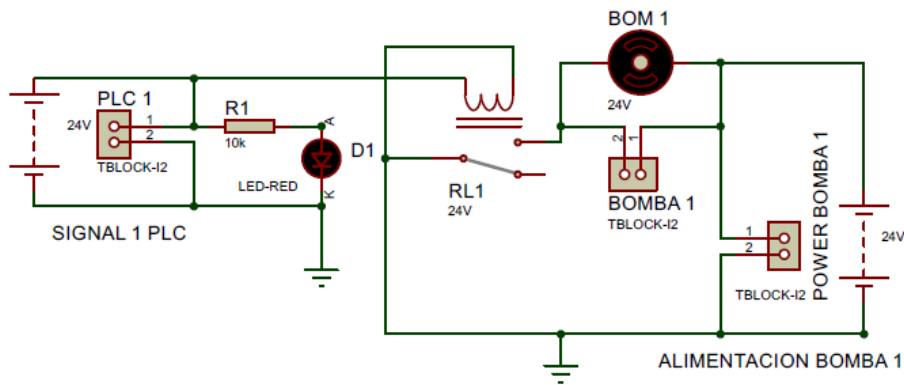 BOM 1
PLC 1
24V
1
2
TBLOCK-I2
R1
10k
A
K
D1
LED-RED
SIGNAL 1 PLC
RL1
24V
24V
2
1
BOMBA 1
TBLOCK-I2
1
2
TBLOCK-I2
POWER BOMBA 1
24V
ALIMENTACION BOMBA 1